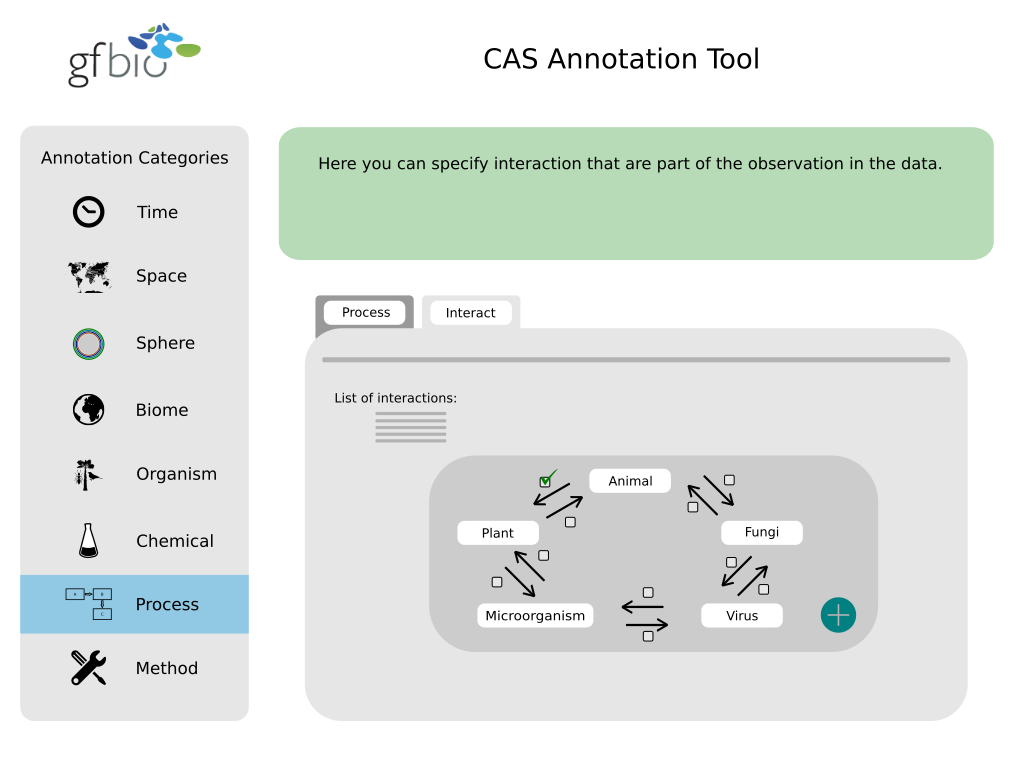 gfbio
CAS Annotation Tool
Annotation Categories
Time
Space
Sphere
Biome
Organism
Chemical
Process
Method
Here you can specify interaction that are part of the observation in the data.
Process
Interact
List of interactions:
Animal
Plant
Fungi
Microorganism
Virus
A
B
C